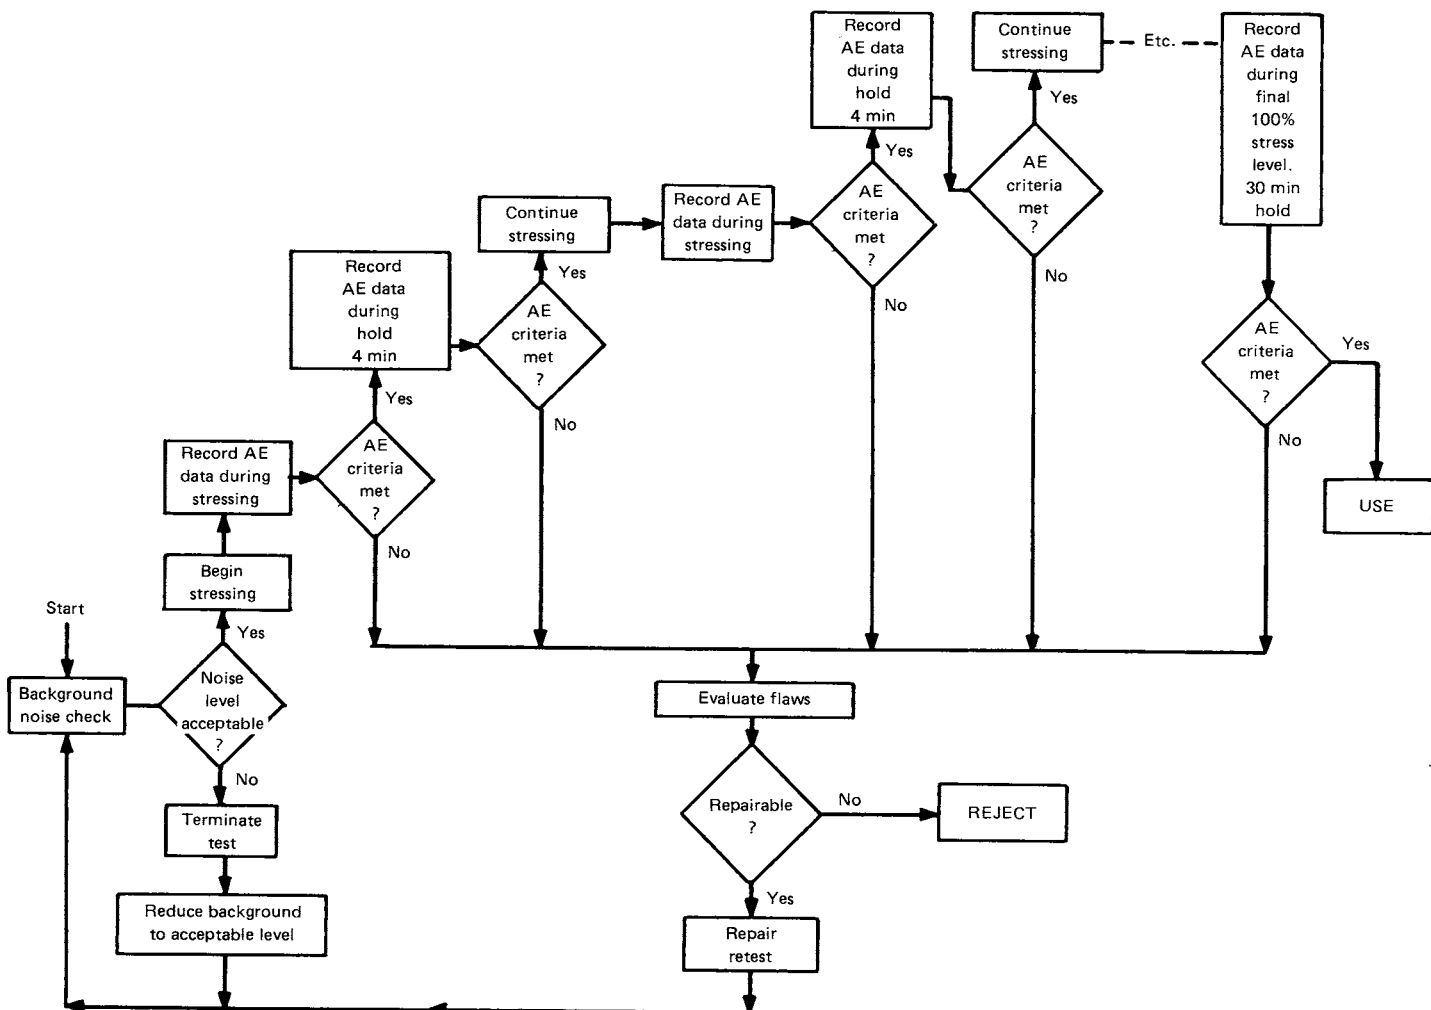 Start
Background
noise check
Noise
level
acceptable
?
Yes
No
Begin
stressing
Terminate
test
Reduce background
to acceptable level
Record AE
data during
stressing
AE
criteria
met
?
Yes
No
Record
AE data
during
hold
4 min
AE
criteria
met
?
Yes
No
Continue
stressing
Record AE
data during
stressing
AE
criteria
met
?
Yes
No
Record
AE data
during
hold
4 min
AE
criteria
met
?
Yes
No
Continue
stressing
Etc.
Record
AE data
during
final
100%
stress
level.
30 min
hold
AE
criteria
met
?
Yes
No
USE
Evaluate flaws
Repairable
?
No
REJECT
Yes
Repair
retest